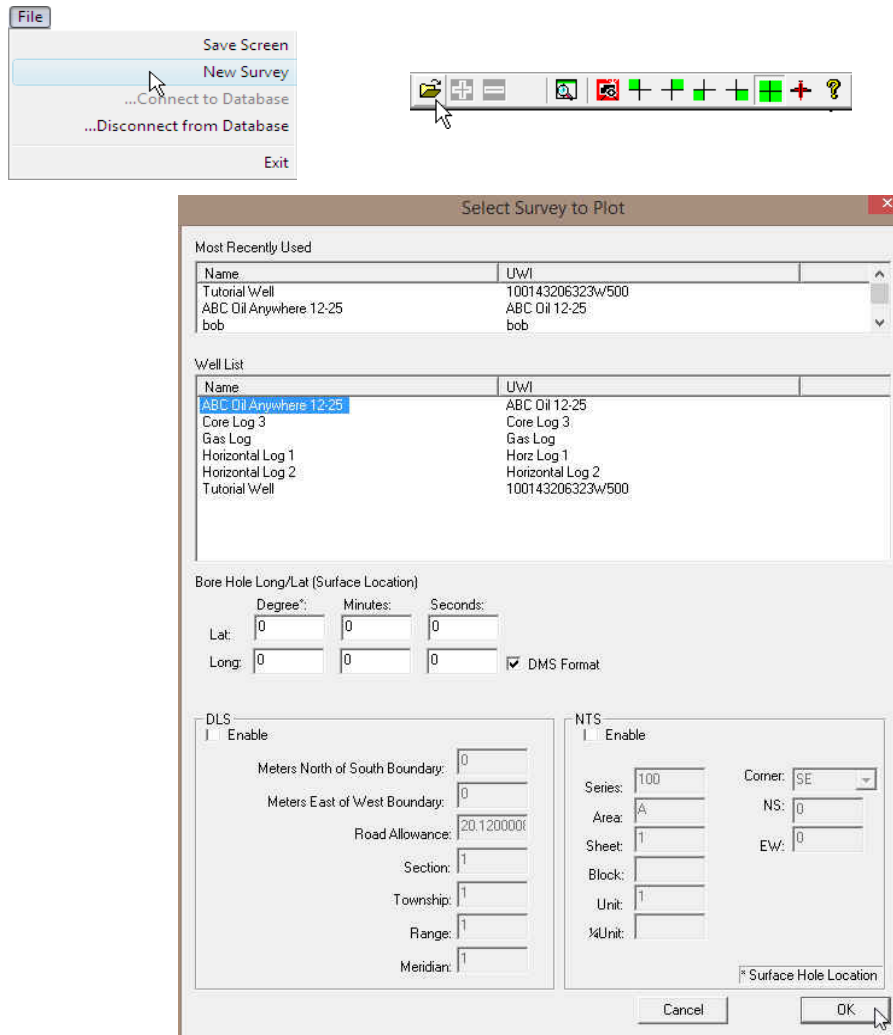 File
Save Screen
New Survey
...Connect to Database
...Disconnect from Database
Exit
Select Survey to Plot
Most Recently Used
Name UWI
Tutorial Well 100143206323W500
ABC Oil Anywhere 12-25 ABC Oil 12-25
bob bob
Well List
Name UWI
ABC Oil Anywhere 12-25 ABC Oil 12-25
Core Log 3 Core Log 3
Gas Log Gas Log
Horizontal Log 1 Horz Log 1
Horizontal Log 2 Horizontal Log 2
Tutorial Well 100143206323W500
Bore Hole Long/Lat (Surface Location)
Degree*: Minutes: Seconds:
Lat: 0 0 0
Long: 0 0 0 DMS Format
DLS
Enable
Meters North of South Boundary: 0
Meters East of West Boundary: 0
Road Allowance: 20.1200000
Section: 1
Township: 1
Range: 1
Meridian: 1
NTS
Enable
Series: 100
Area: A
Sheet: 1
Block:
Unit: 1
¼Unit:
Corner: SE
NS: 0
EW: 0
* Surface Hole Location
Cancel OK